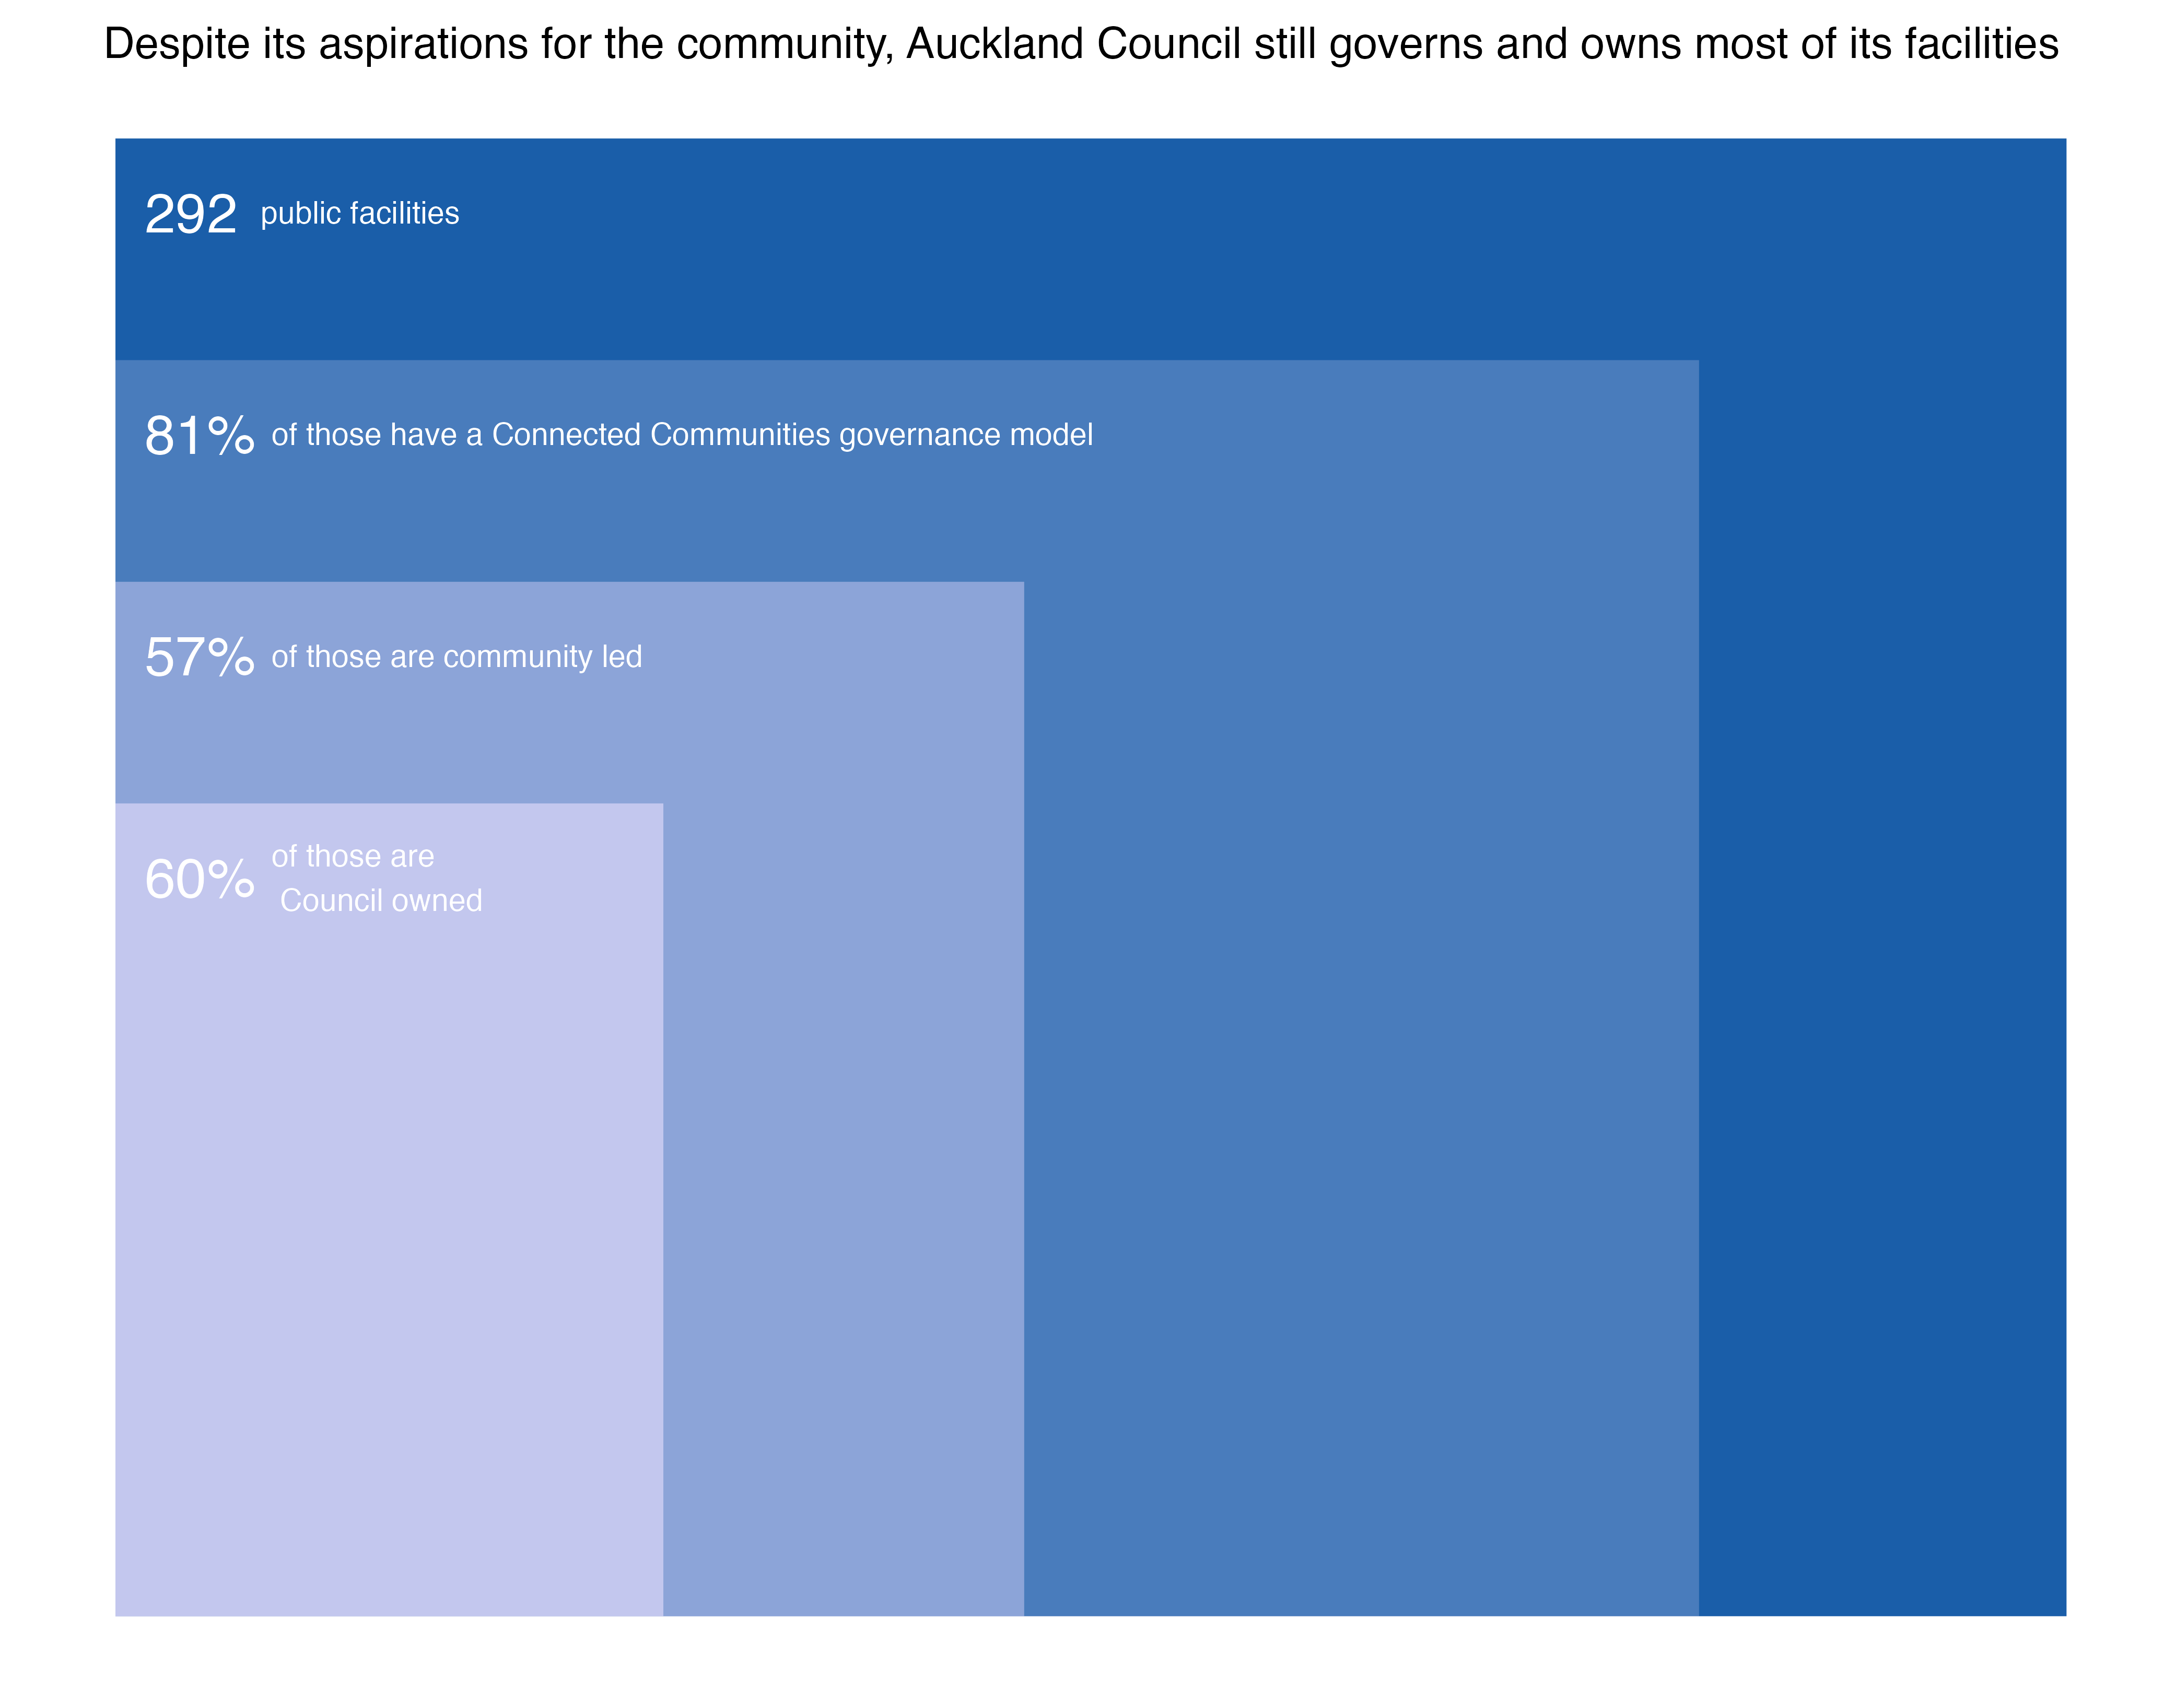 Despite its aspirations for the community, Auckland Council still governs and owns most of its facilities
292 public facilities
81% of those have a Connected Communities governance model
57% of those are community led
60% of those are
Council owned